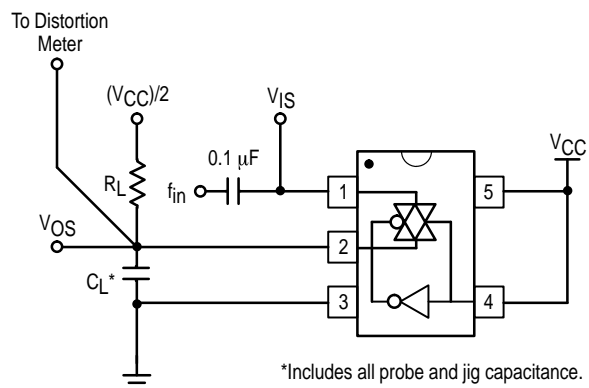 To Distortion
Meter
(VCC)/2
VIS
VCC
0.1 μF
RL
fin
1
5
VOS
2
CL*
3
4
*Includes all probe and jig capacitance.